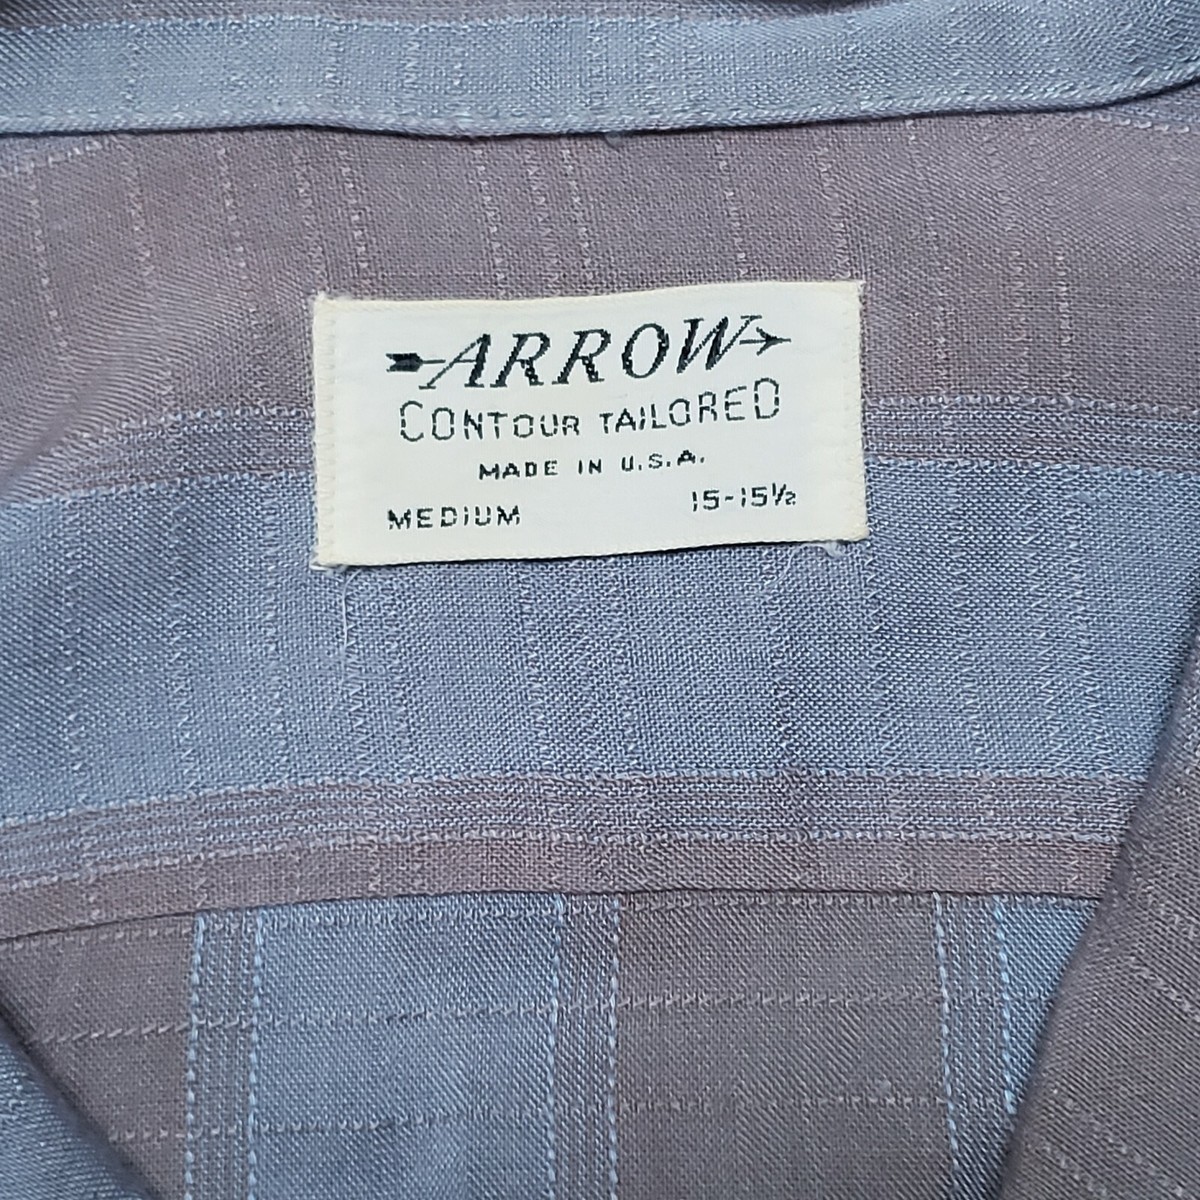 ARROW
CONTOUR TAILORED
MADE IN U.S.A.
MEDIUM 15-15½